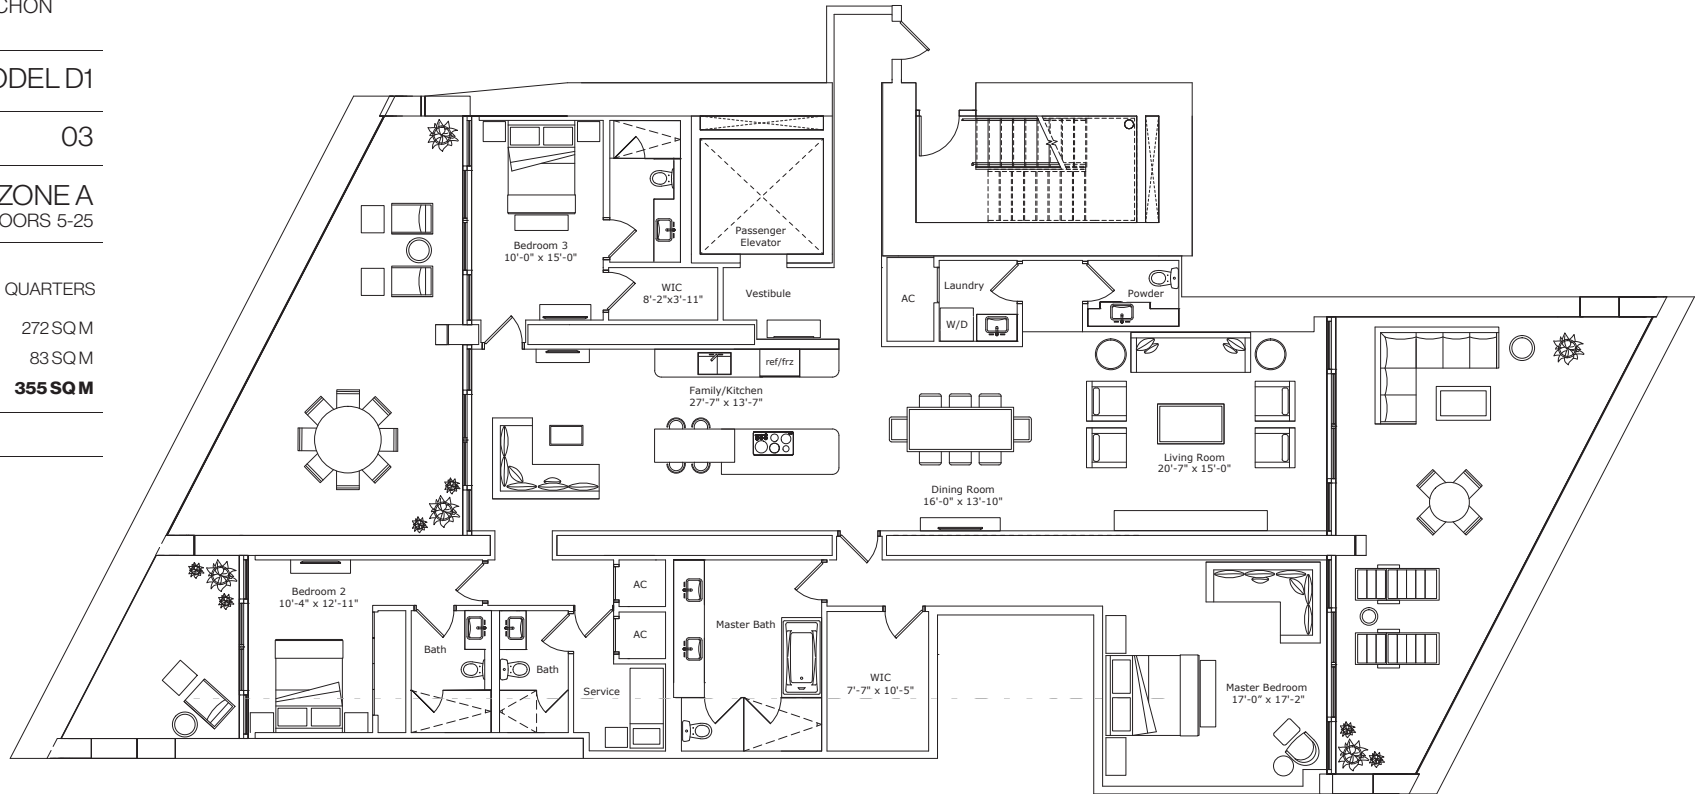 CHON
ODEL D1
03
ZONE A
OORS 5-25
QUARTERS
272 SQ M
83 SQ M
355 SQ M
Bedroom 3
10'-0" x 15'-0"
Passenger
Elevator
WIC
8'-2"x3'-11"
Vestibule
AC
Laundry
W/D
Powder
ref/frz
Family/Kitchen
27'-7" x 13'-7"
Living Room
20'-7" x 15'-0"
Dining Room
16'-0" x 13'-10"
Bedroom 2
10'-4" x 12'-11"
AC
AC
Bath
Bath
Service
Master Bath
WIC
7'-7" x 10'-5"
Master Bedroom
17'-0" x 17'-2"